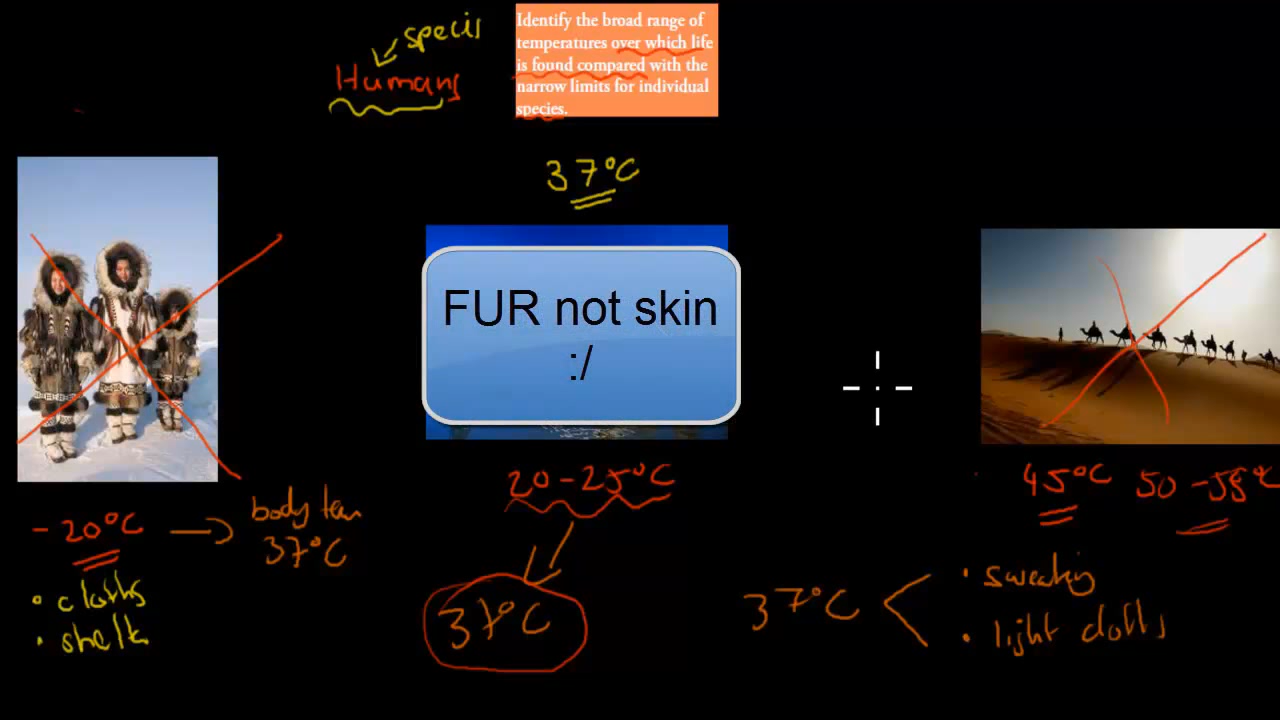 specis
Humans
Identify the broad range of
temperatures over which life
is found compared with the
narrow limits for individual
species.
37°C
FUR not skin
:/
-20°C
body tem
37°C
• cloths
• shelt
20-25°C
37°C
45°C 50-55°C
37°C
• sweating
• light cloths